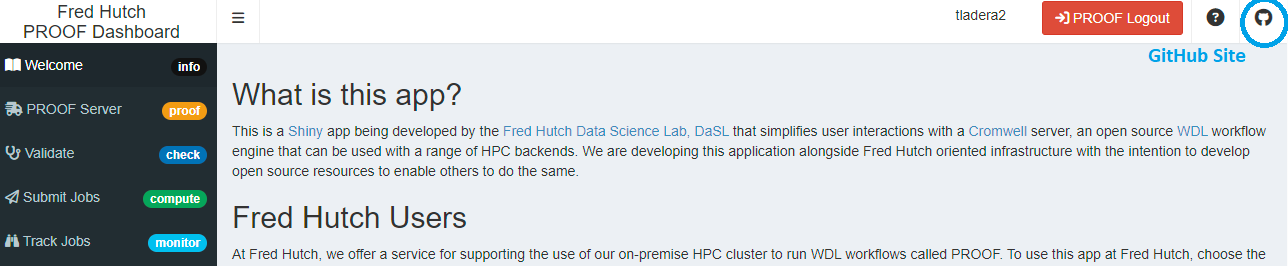 Fred Hutch
PROOF Dashboard
tladera2
PROOF Logout
GitHub Site
Welcome
info
PROOF Server
proof
Validate
check
Submit Jobs
compute
Track Jobs
monitor
What is this app?
This is a Shiny app being developed by the Fred Hutch Data Science Lab, DaSL that simplifies user interactions with a Cromwell server, an open source WDL workflow
engine that can be used with a range of HPC backends. We are developing this application alongside Fred Hutch oriented infrastructure with the intention to develop
open source resources to enable others to do the same.
Fred Hutch Users
At Fred Hutch, we offer a service for supporting the use of our on-premise HPC cluster to run WDL workflows called PROOF. To use this app at Fred Hutch, choose the